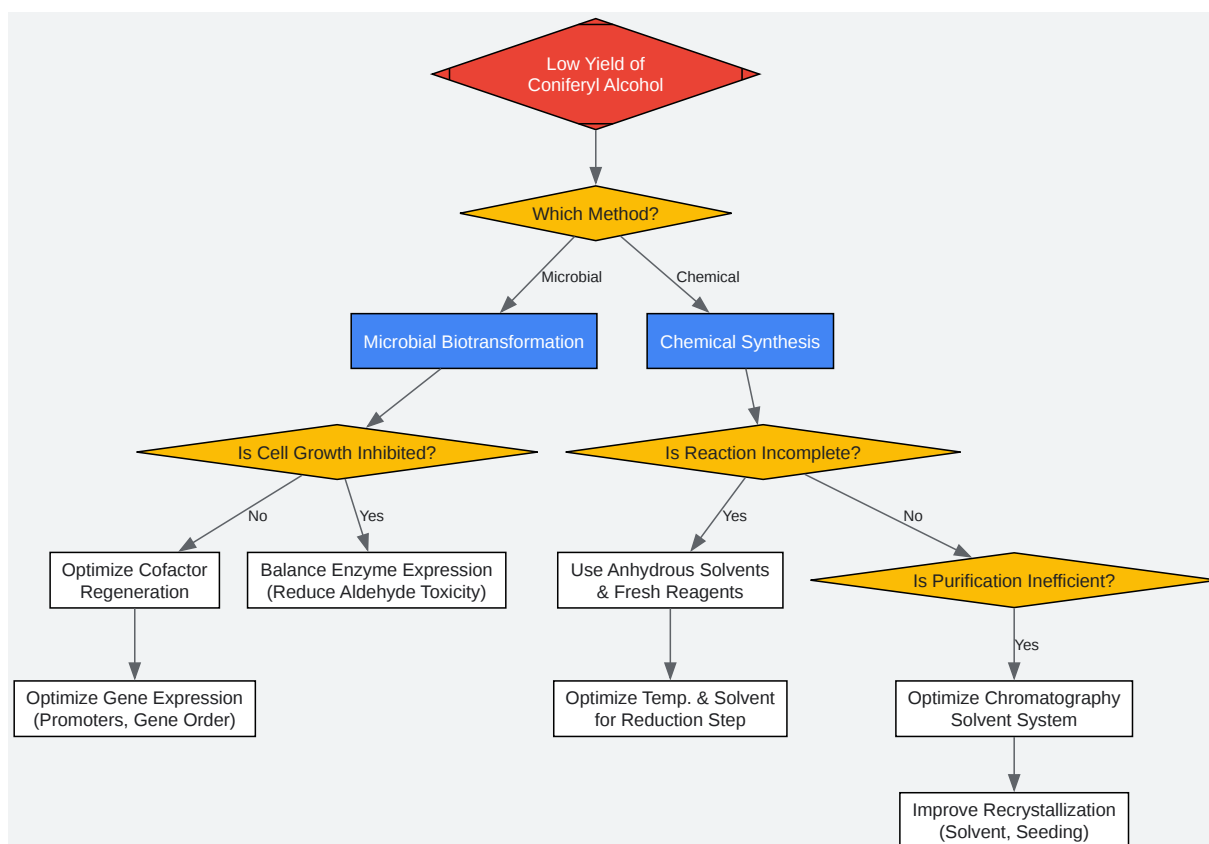 Low Yield of
Coniferyl Alcohol
Which Method?
Microbial
Chemical
Microbial Biotransformation
Chemical Synthesis
Is Cell Growth Inhibited?
Is Reaction Incomplete?
No
Yes
Yes
No
Optimize Cofactor
Regeneration
Balance Enzyme Expression
(Reduce Aldehyde Toxicity)
Use Anhydrous Solvents
& Fresh Reagents
Is Purification Inefficient?
Yes
Optimize Gene Expression
(Promoters, Gene Order)
Optimize Temp. & Solvent
for Reduction Step
Optimize Chromatography
Solvent System
Improve Recrystallization
(Solvent, Seeding)